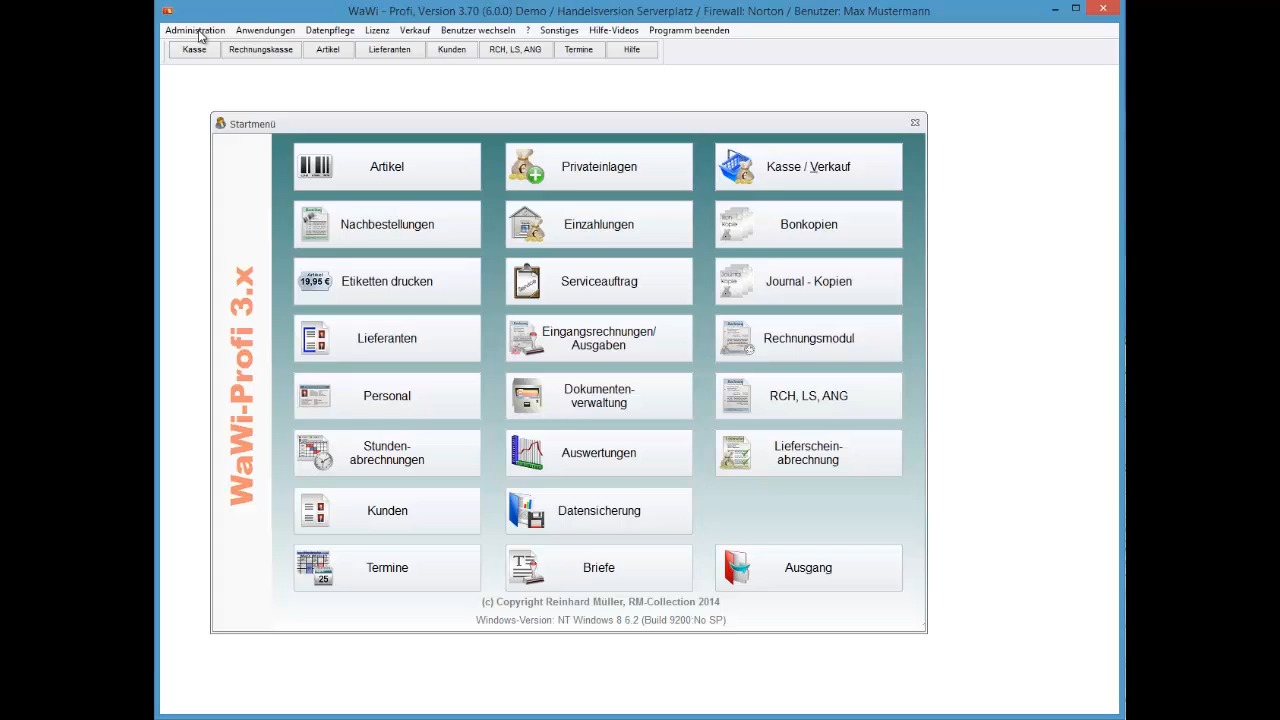 WaWi - Profi, Version 3.70 (6.0.0) Demo / Handelsversion Serverplatz / Firewall: Norton / Benutzer: Max Mustermann
Administration Anwendungen Datenpflege Lizenz Verkauf Benutzer wechseln ? Sonstiges Hilfe-Videos Programm beenden
Kasse Rechnungskasse Artikel Lieferanten Kunden RCH, LS, ANG Termine Hilfe
Startmenü
WaWi-Profi 3.x
Artikel
Privateinlagen
Kasse / Verkauf
Nachbestellungen
Einzahlungen
Bonkopien
Artikel
19,95 €
Etiketten drucken
Serviceauftrag
Journal - Kopien
Lieferanten
Eingangsrechnungen/
Ausgaben
Rechnungsmodul
Personal
Dokumenten-
verwaltung
RCH, LS, ANG
Stunden-
abrechnungen
Auswertungen
Lieferschein-
abrechnung
Kunden
Datensicherung
25
Termine
Briefe
Ausgang
(c) Copyright Reinhard Müller, RM-Collection 2014
Windows-Version: NT Windows 8 6.2 (Build 9200:No SP)